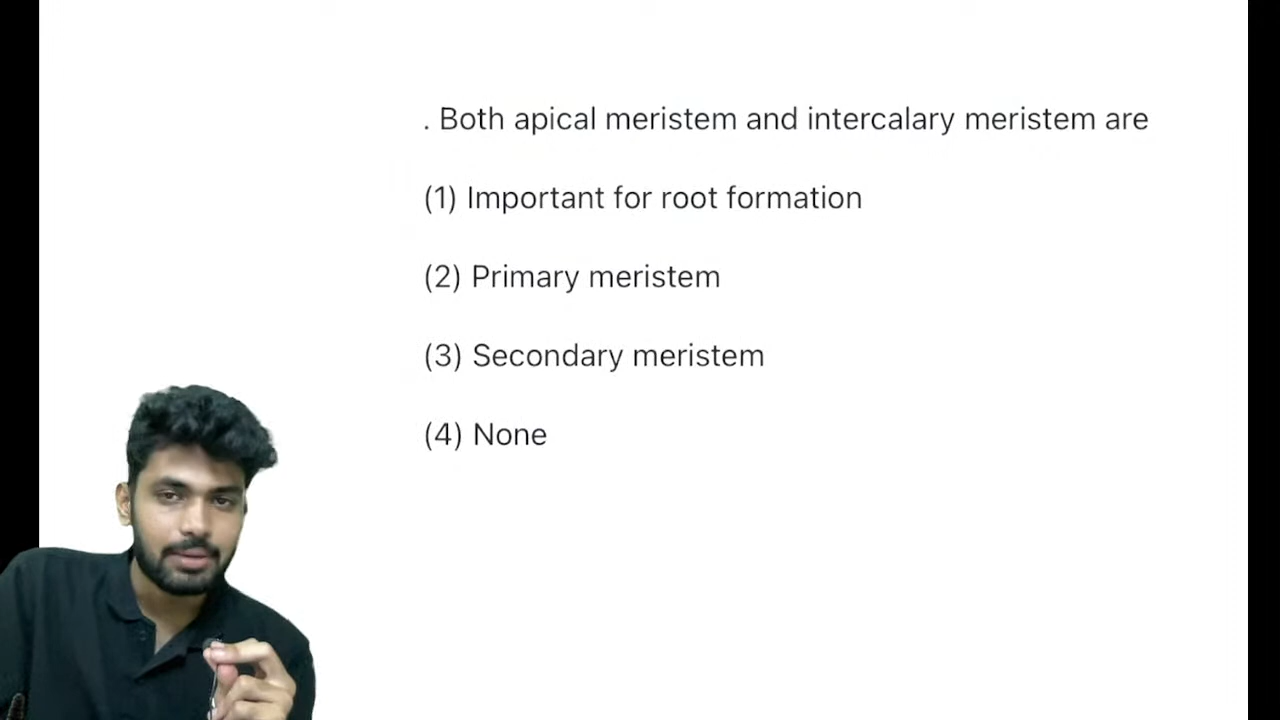 . Both apical meristem and intercalary meristem are
(1) Important for root formation
(2) Primary meristem
(3) Secondary meristem
(4) None